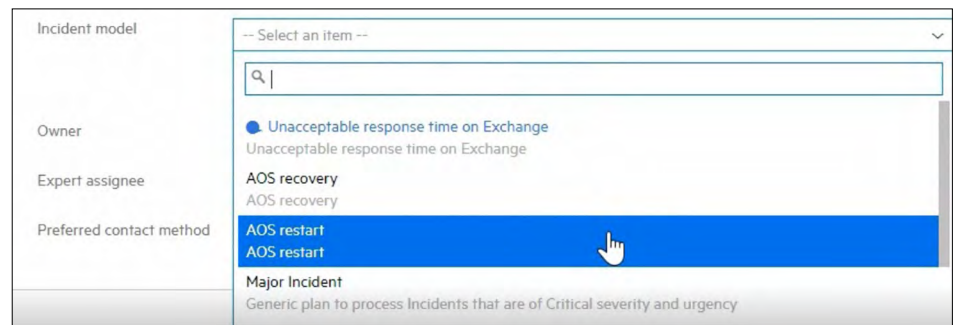 Incident model
-- Select an item --
Unacceptable response time on Exchange
Unacceptable response time on Exchange
Owner
AOS recovery
AOS recovery
Expert assignee
AOS restart
AOS restart
Preferred contact method
Major Incident
Generic plan to process Incidents that are of Critical severity and urgency